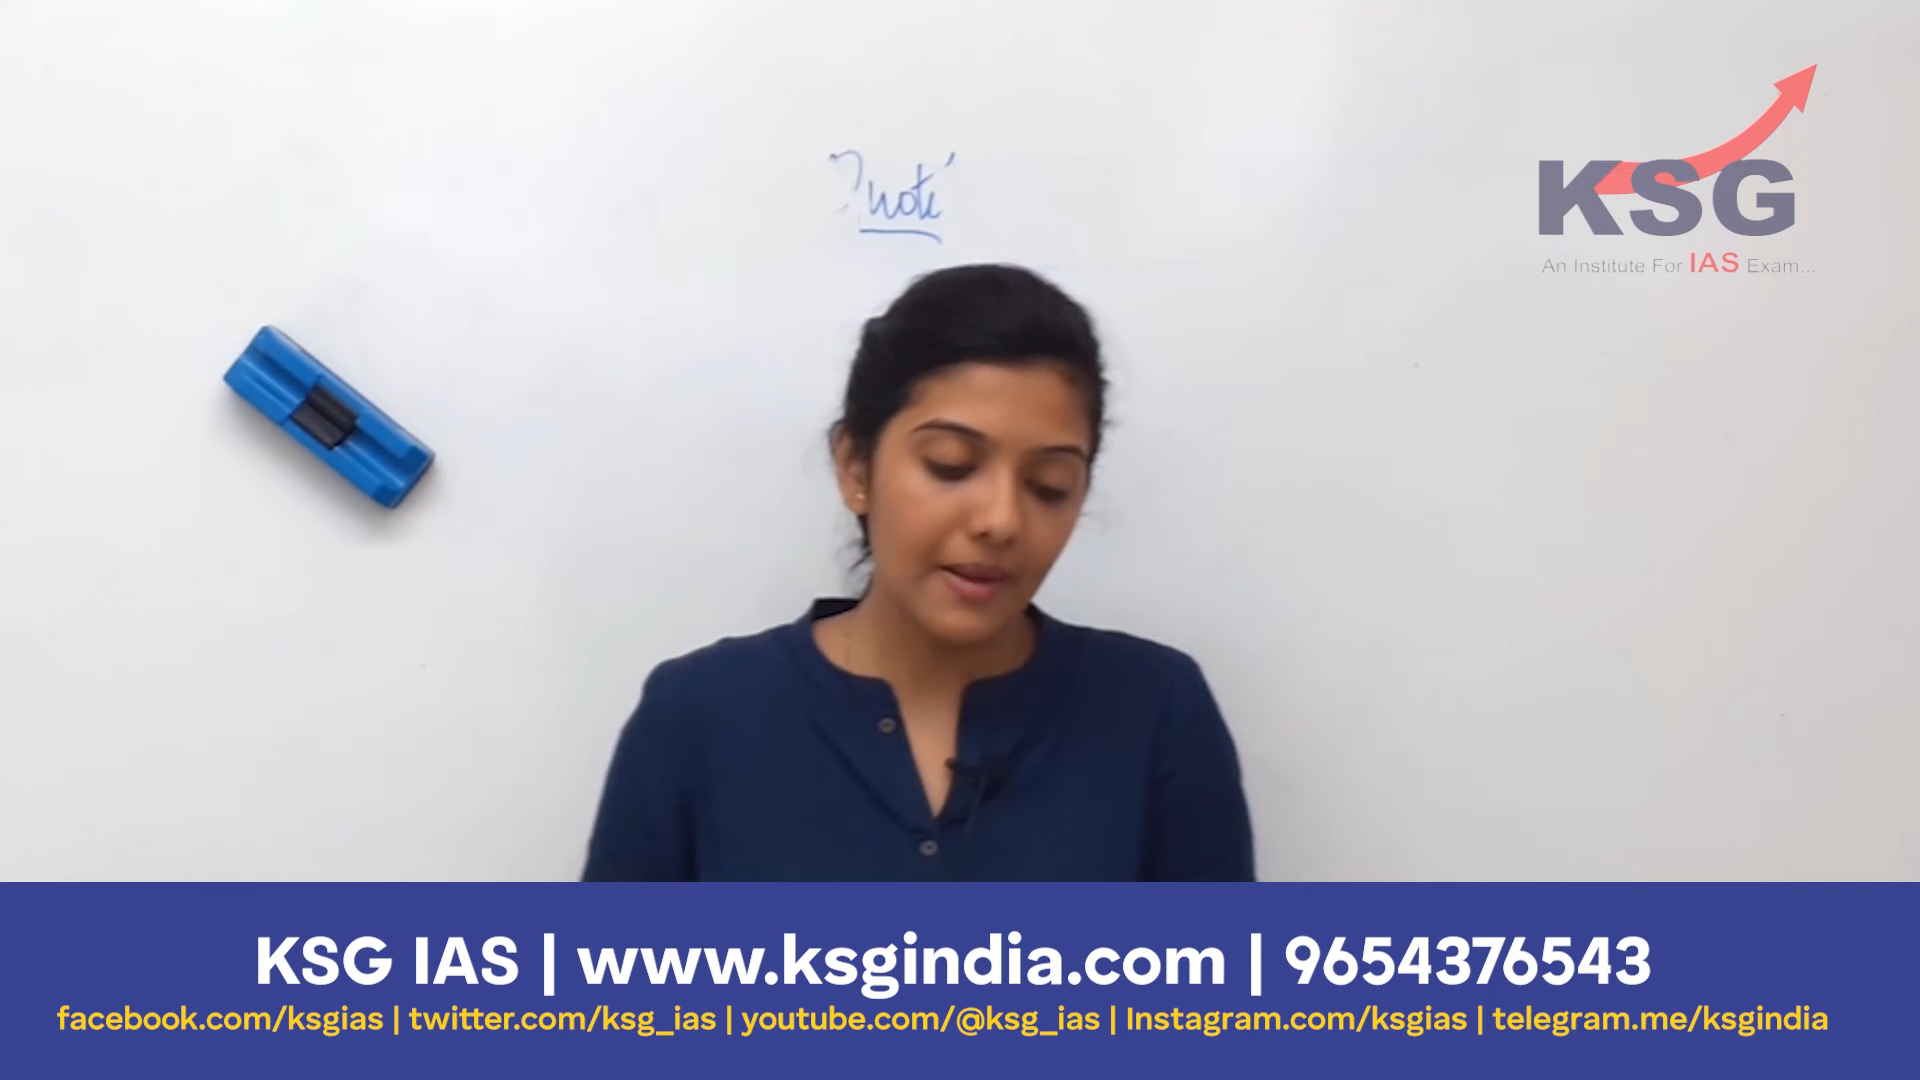 KSG
An Institute For IAS Exam...
KSG IAS | www.ksgindia.com | 9654376543
facebook.com/ksgias | twitter.com/ksg_ias | youtube.com/@ksg_ias | Instagram.com/ksgias | telegram.me/ksgindia